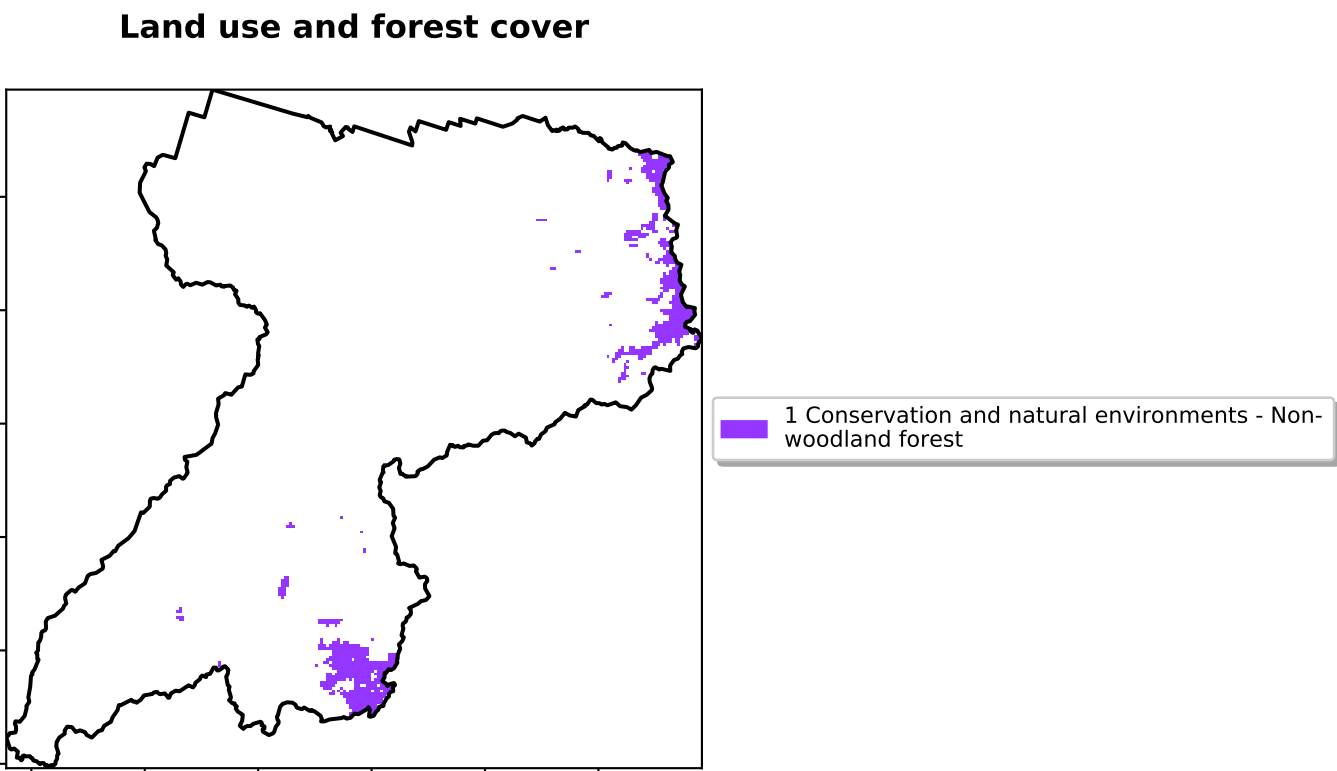 Land use and forest cover
1 Conservation and natural environments - Non-
woodland forest